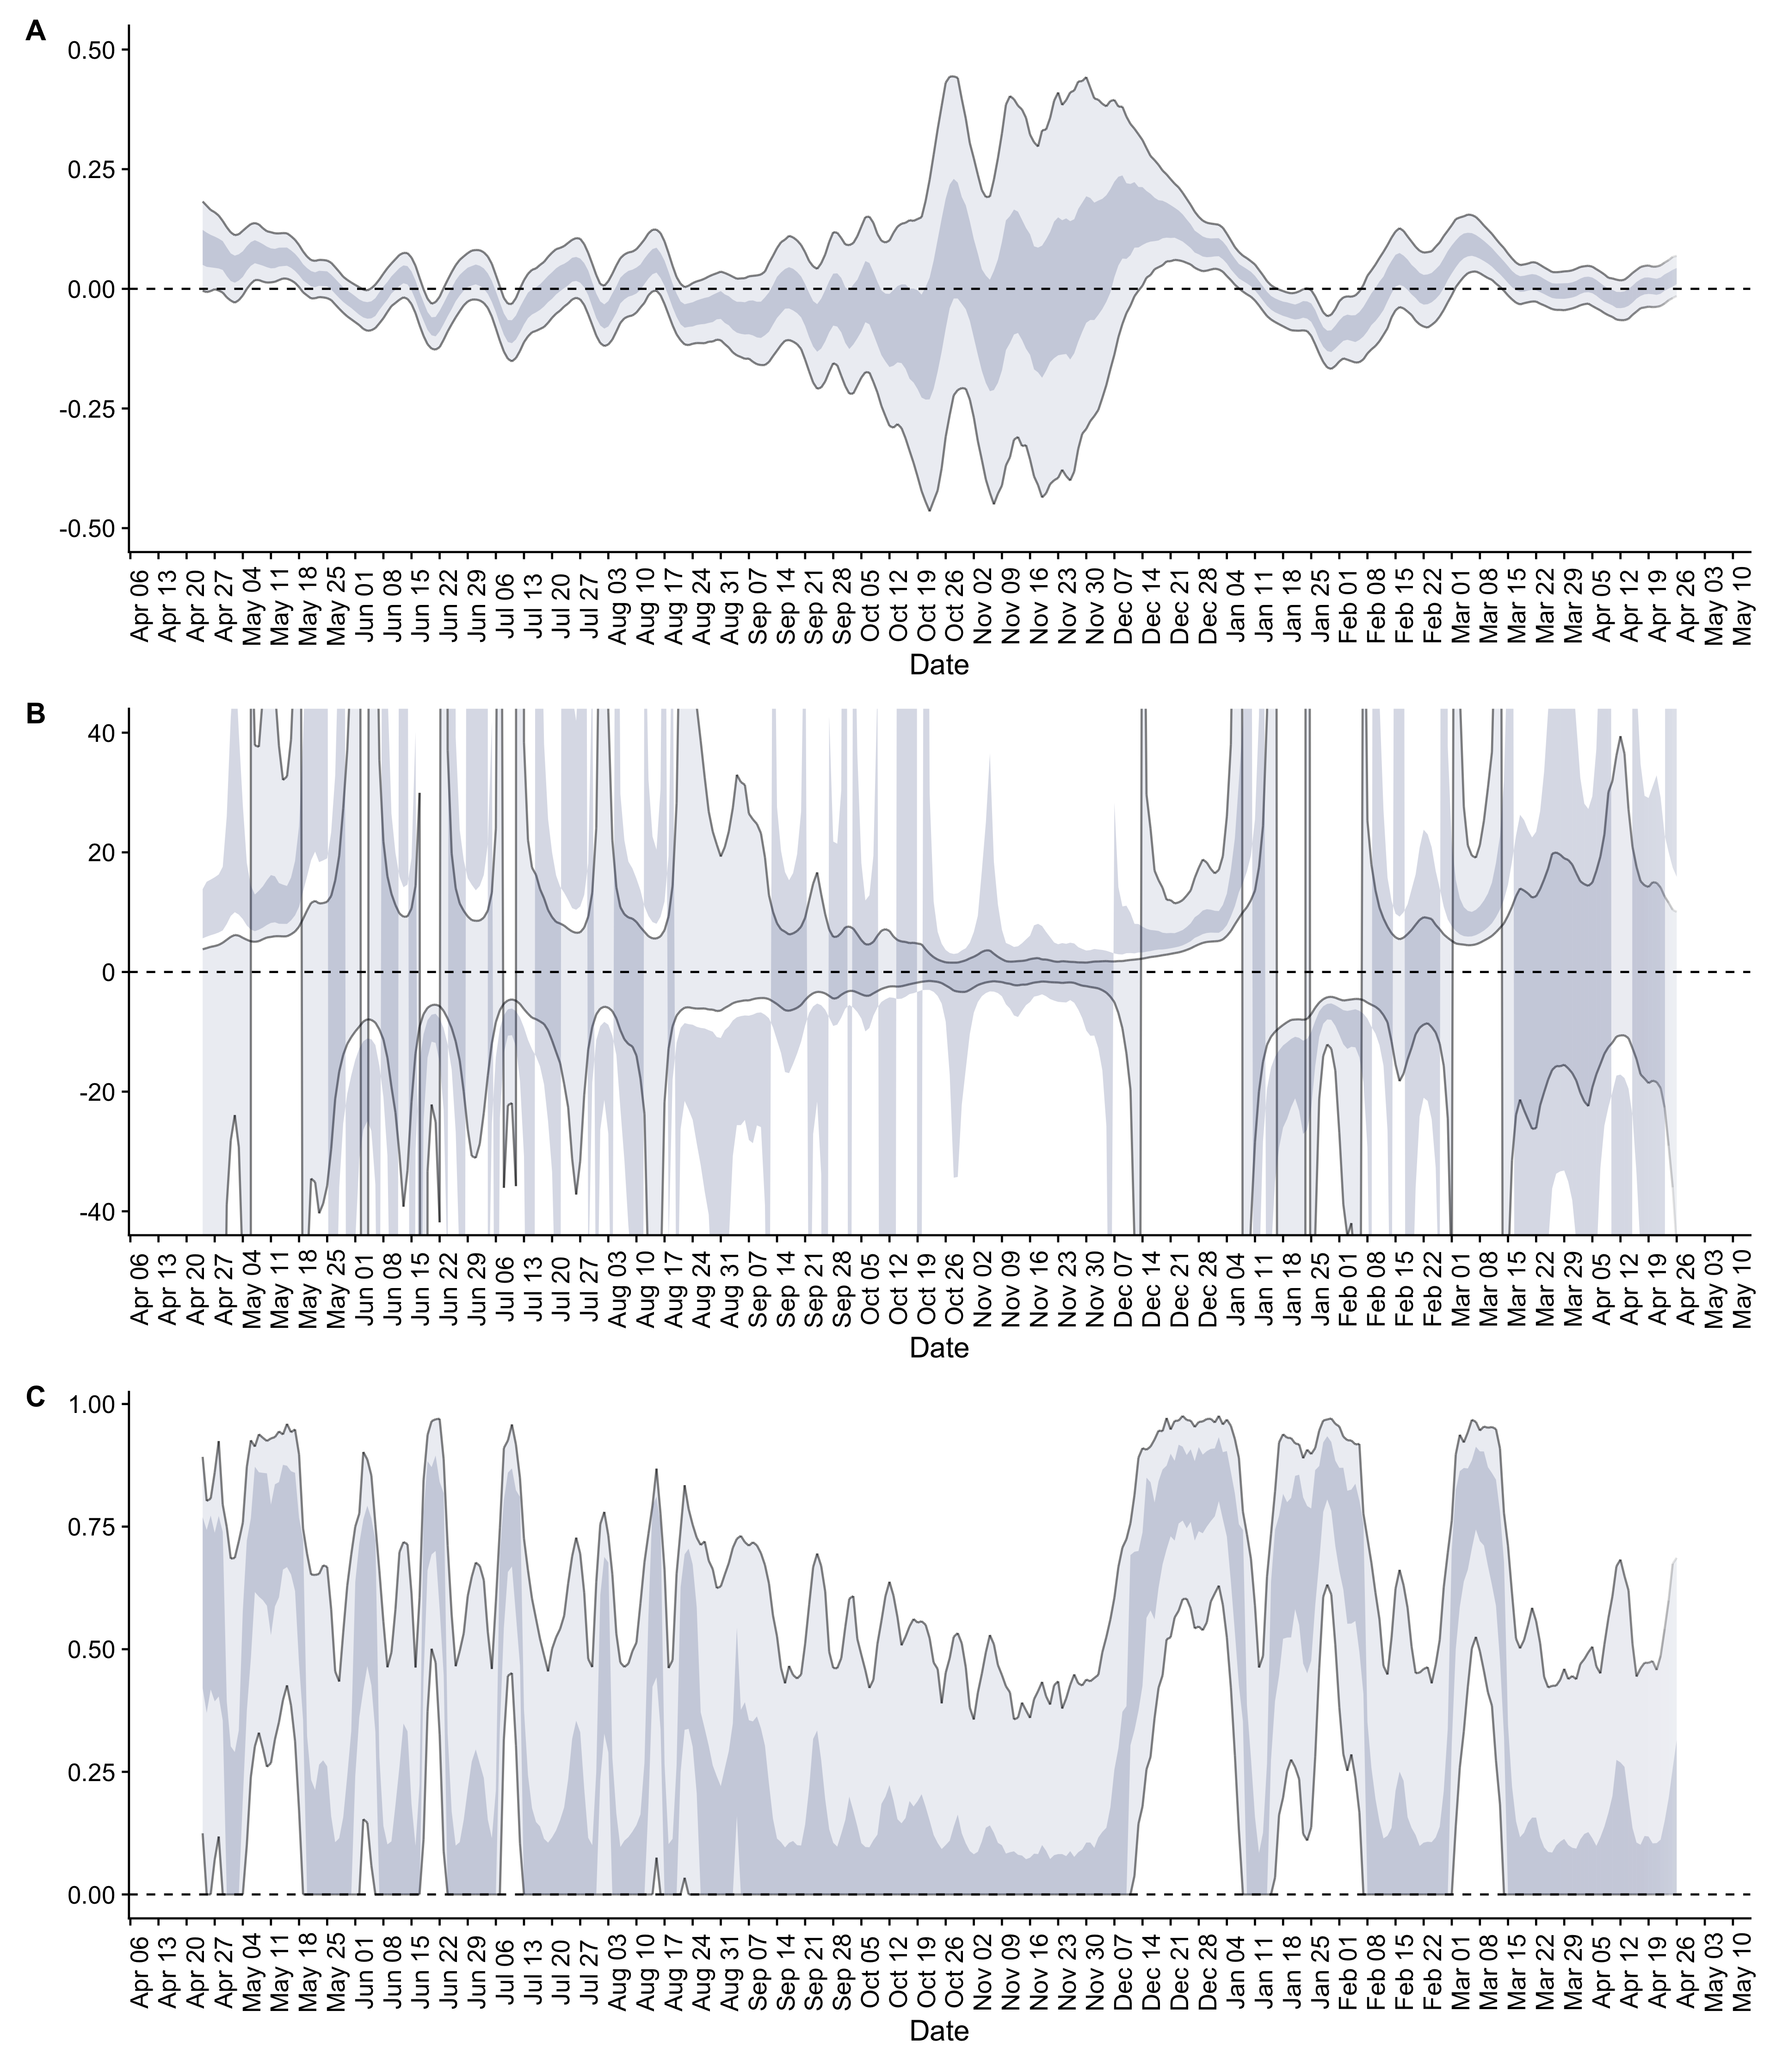 A
0.50
0.25
0.00
-0.25
-0.50
Apr 06 Apr 13 Apr 20 Apr 27 May 04 May 11 May 18 May 25 Jun 01 Jun 08 Jun 15 Jun 22 Jun 29 Jul 06 Jul 13 Jul 20 Jul 27 Aug 03 Aug 10 Aug 17 Aug 24 Aug 31 Sep 07 Sep 14 Sep 21 Sep 28 Oct 05 Oct 12 Oct 19 Oct 26 Nov 02 Nov 09 Nov 16 Nov 23 Nov 30 Dec 07 Dec 14 Dec 21 Dec 28 Jan 04 Jan 11 Jan 18 Jan 25 Feb 01 Feb 08 Feb 15 Feb 22 Mar 01 Mar 08 Mar 15 Mar 22 Mar 29 Apr 05 Apr 12 Apr 19 Apr 26 May 03 May 10
Date
B
40
20
0
-20
-40
Apr 06 Apr 13 Apr 20 Apr 27 May 04 May 11 May 18 May 25 Jun 01 Jun 08 Jun 15 Jun 22 Jun 29 Jul 06 Jul 13 Jul 20 Jul 27 Aug 03 Aug 10 Aug 17 Aug 24 Aug 31 Sep 07 Sep 14 Sep 21 Sep 28 Oct 05 Oct 12 Oct 19 Oct 26 Nov 02 Nov 09 Nov 16 Nov 23 Nov 30 Dec 07 Dec 14 Dec 21 Dec 28 Jan 04 Jan 11 Jan 18 Jan 25 Feb 01 Feb 08 Feb 15 Feb 22 Mar 01 Mar 08 Mar 15 Mar 22 Mar 29 Apr 05 Apr 12 Apr 19 Apr 26 May 03 May 10
Date
C
1.00
0.75
0.50
0.25
0.00
Apr 06 Apr 13 Apr 20 Apr 27 May 04 May 11 May 18 May 25 Jun 01 Jun 08 Jun 15 Jun 22 Jun 29 Jul 06 Jul 13 Jul 20 Jul 27 Aug 03 Aug 10 Aug 17 Aug 24 Aug 31 Sep 07 Sep 14 Sep 21 Sep 28 Oct 05 Oct 12 Oct 19 Oct 26 Nov 02 Nov 09 Nov 16 Nov 23 Nov 30 Dec 07 Dec 14 Dec 21 Dec 28 Jan 04 Jan 11 Jan 18 Jan 25 Feb 01 Feb 08 Feb 15 Feb 22 Mar 01 Mar 08 Mar 15 Mar 22 Mar 29 Apr 05 Apr 12 Apr 19 Apr 26 May 03 May 10
Date